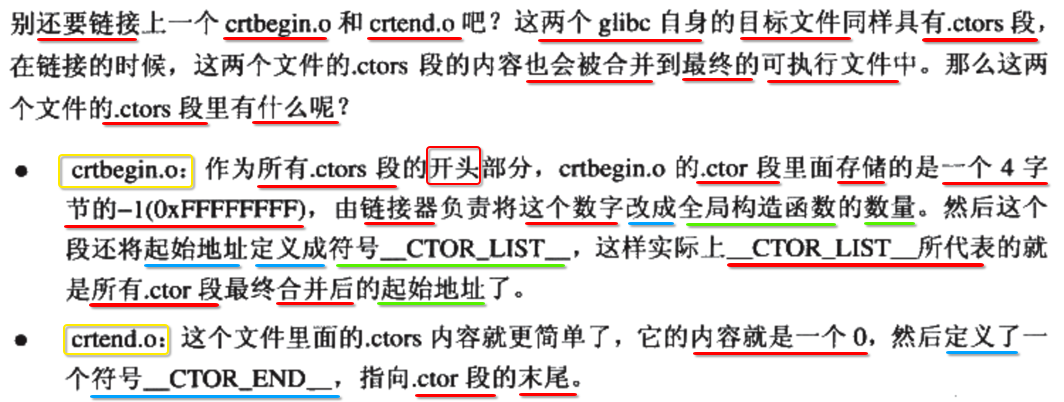 别还要链接上一个 crtbegin.o 和 crtend.o 吧？这两个 glibc 自身的目标文件同样具有.ctors 段，
在链接的时候，这两个文件的.ctors 段的内容也会被合并到最终的可执行文件中。那么这两
个文件的.ctors 段里有什么呢？
● crtbegin.o：作为所有.ctors 段的开头部分，crtbegin.o 的.ctor 段里面存储的是一个 4 字
节的–1(0xFFFFFFFF)，由链接器负责将这个数字改成全局构造函数的数量。然后这个
段还将起始地址定义成符号__CTOR_LIST__，这样实际上__CTOR_LIST__所代表的就
是所有.ctor 段最终合并后的起始地址了。
● crtend.o：这个文件里面的.ctors 内容就更简单了，它的内容就是一个 0，然后定义了一
个符号__CTOR_END__，指向.ctor 段的末尾。